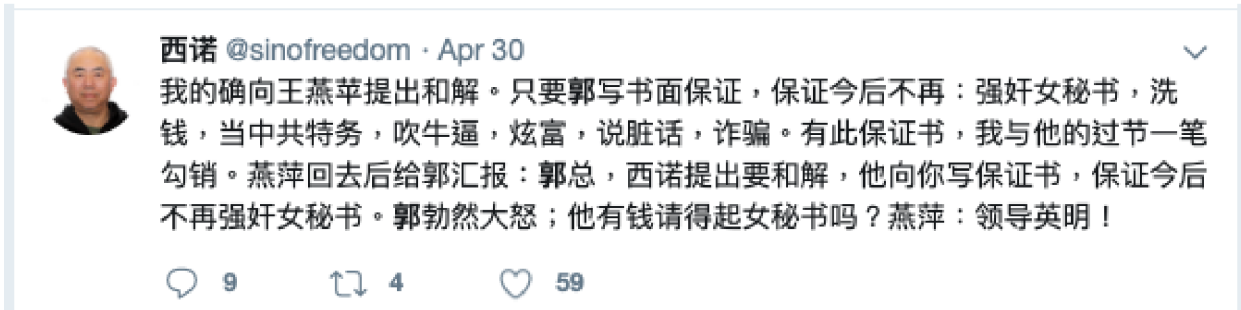 西诺 @sinofreedom · Apr 30
我的确向王燕苹提出和解。只要郭写书面保证，保证今后不再：强奸女秘书，洗
钱，当中共特务，吹牛逼，炫富，说脏话，诈骗。有此保证书，我与他的过节一笔
勾销。燕萍回去后给郭汇报：郭总，西诺提出要和解，他向你写保证书，保证今后
不再强奸女秘书。郭勃然大怒；他有钱请得起女秘书吗？燕萍：领导英明！
9 4 59